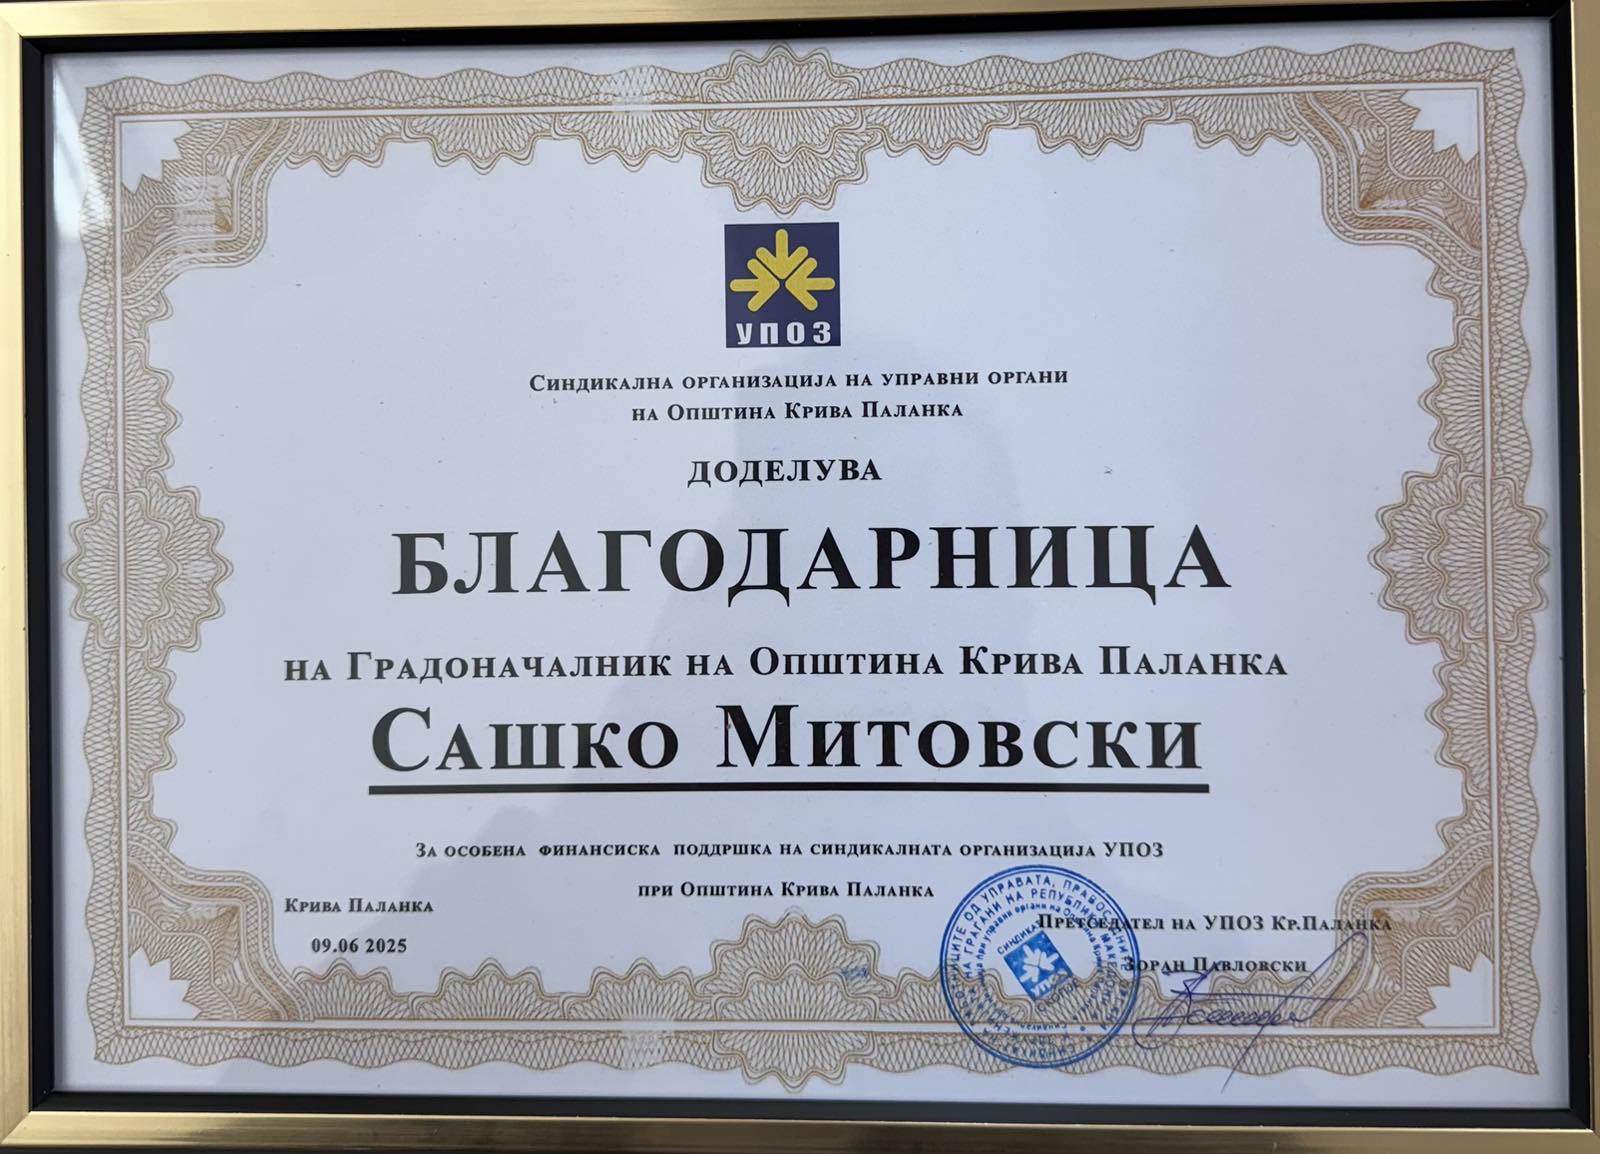 УПОЗ
Синдикална организација на управни органи
на Општина Крива Паланка
ДОДЕЛУВА
БЛАГОДАРНИЦА
на Градоначалник на Општина Крива Паланка
Сашко Митовски
За особена финансиска поддршка на синдикалната организација УПОЗ
при Општина Крива Паланка
Крива Паланка
09.06 2025
Претседател на УПОЗ Кр.Паланка
Зоран Павловски